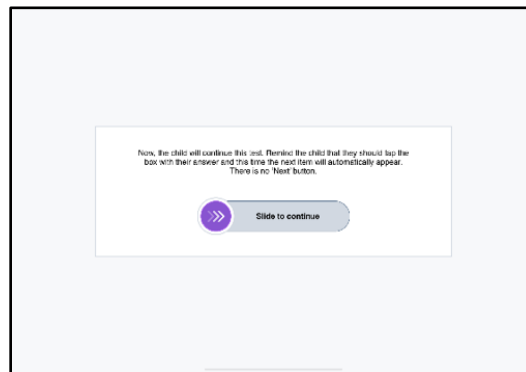 Now, the child will continue this test. Remind the child that they should tap the
box with their answer and this time the next item will automatically appear.
There is no 'Next' button.
Slide to continue